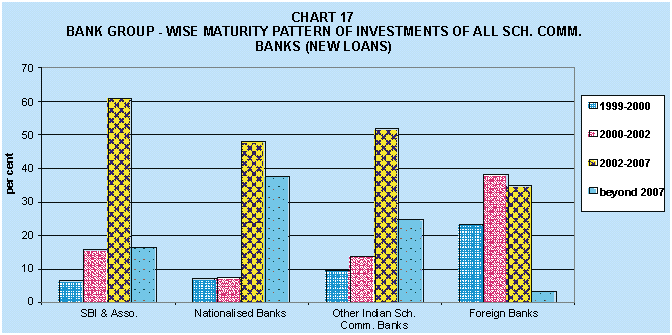 CHART 17
BANK GROUP - WISE MATURITY PATTERN OF INVESTMENTS OF ALL SCH. COMM.
BANKS (NEW LOANS)
per cent
70
60
50
40
30
20
10
0
SBI & Asso.
Nationalised Banks
Other Indian Sch.
Comm. Banks
Foreign Banks
1999-2000
2000-2002
2002-2007
beyond 2007